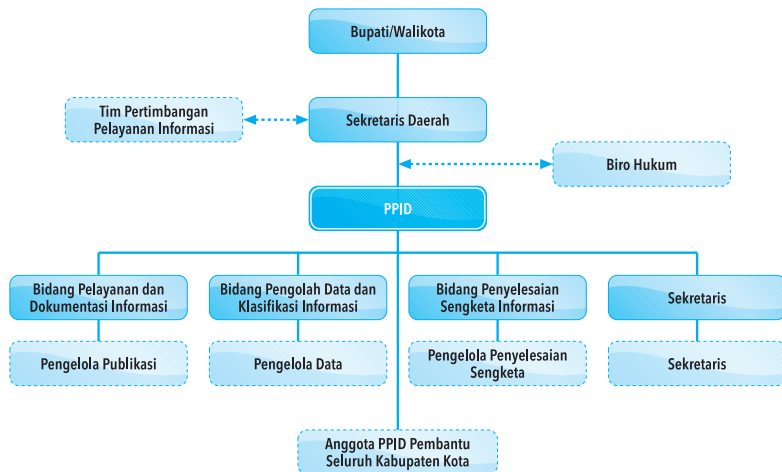 Bupati/Walikota
Tim Pertimbangan
Pelayanan Informasi
Sekretaris Daerah
Biro Hukum
PPID
Bidang Pelayanan dan
Dokumentasi Informasi
Bidang Pengolah Data dan
Klasifikasi Informasi
Bidang Penyelesaian
Sengketa Informasi
Sekretaris
Pengelola Publikasi
Pengelola Data
Pengelola Penyelesaian
Sengketa
Sekretaris
Anggota PPID Pembantu
Seluruh Kabupaten Kota